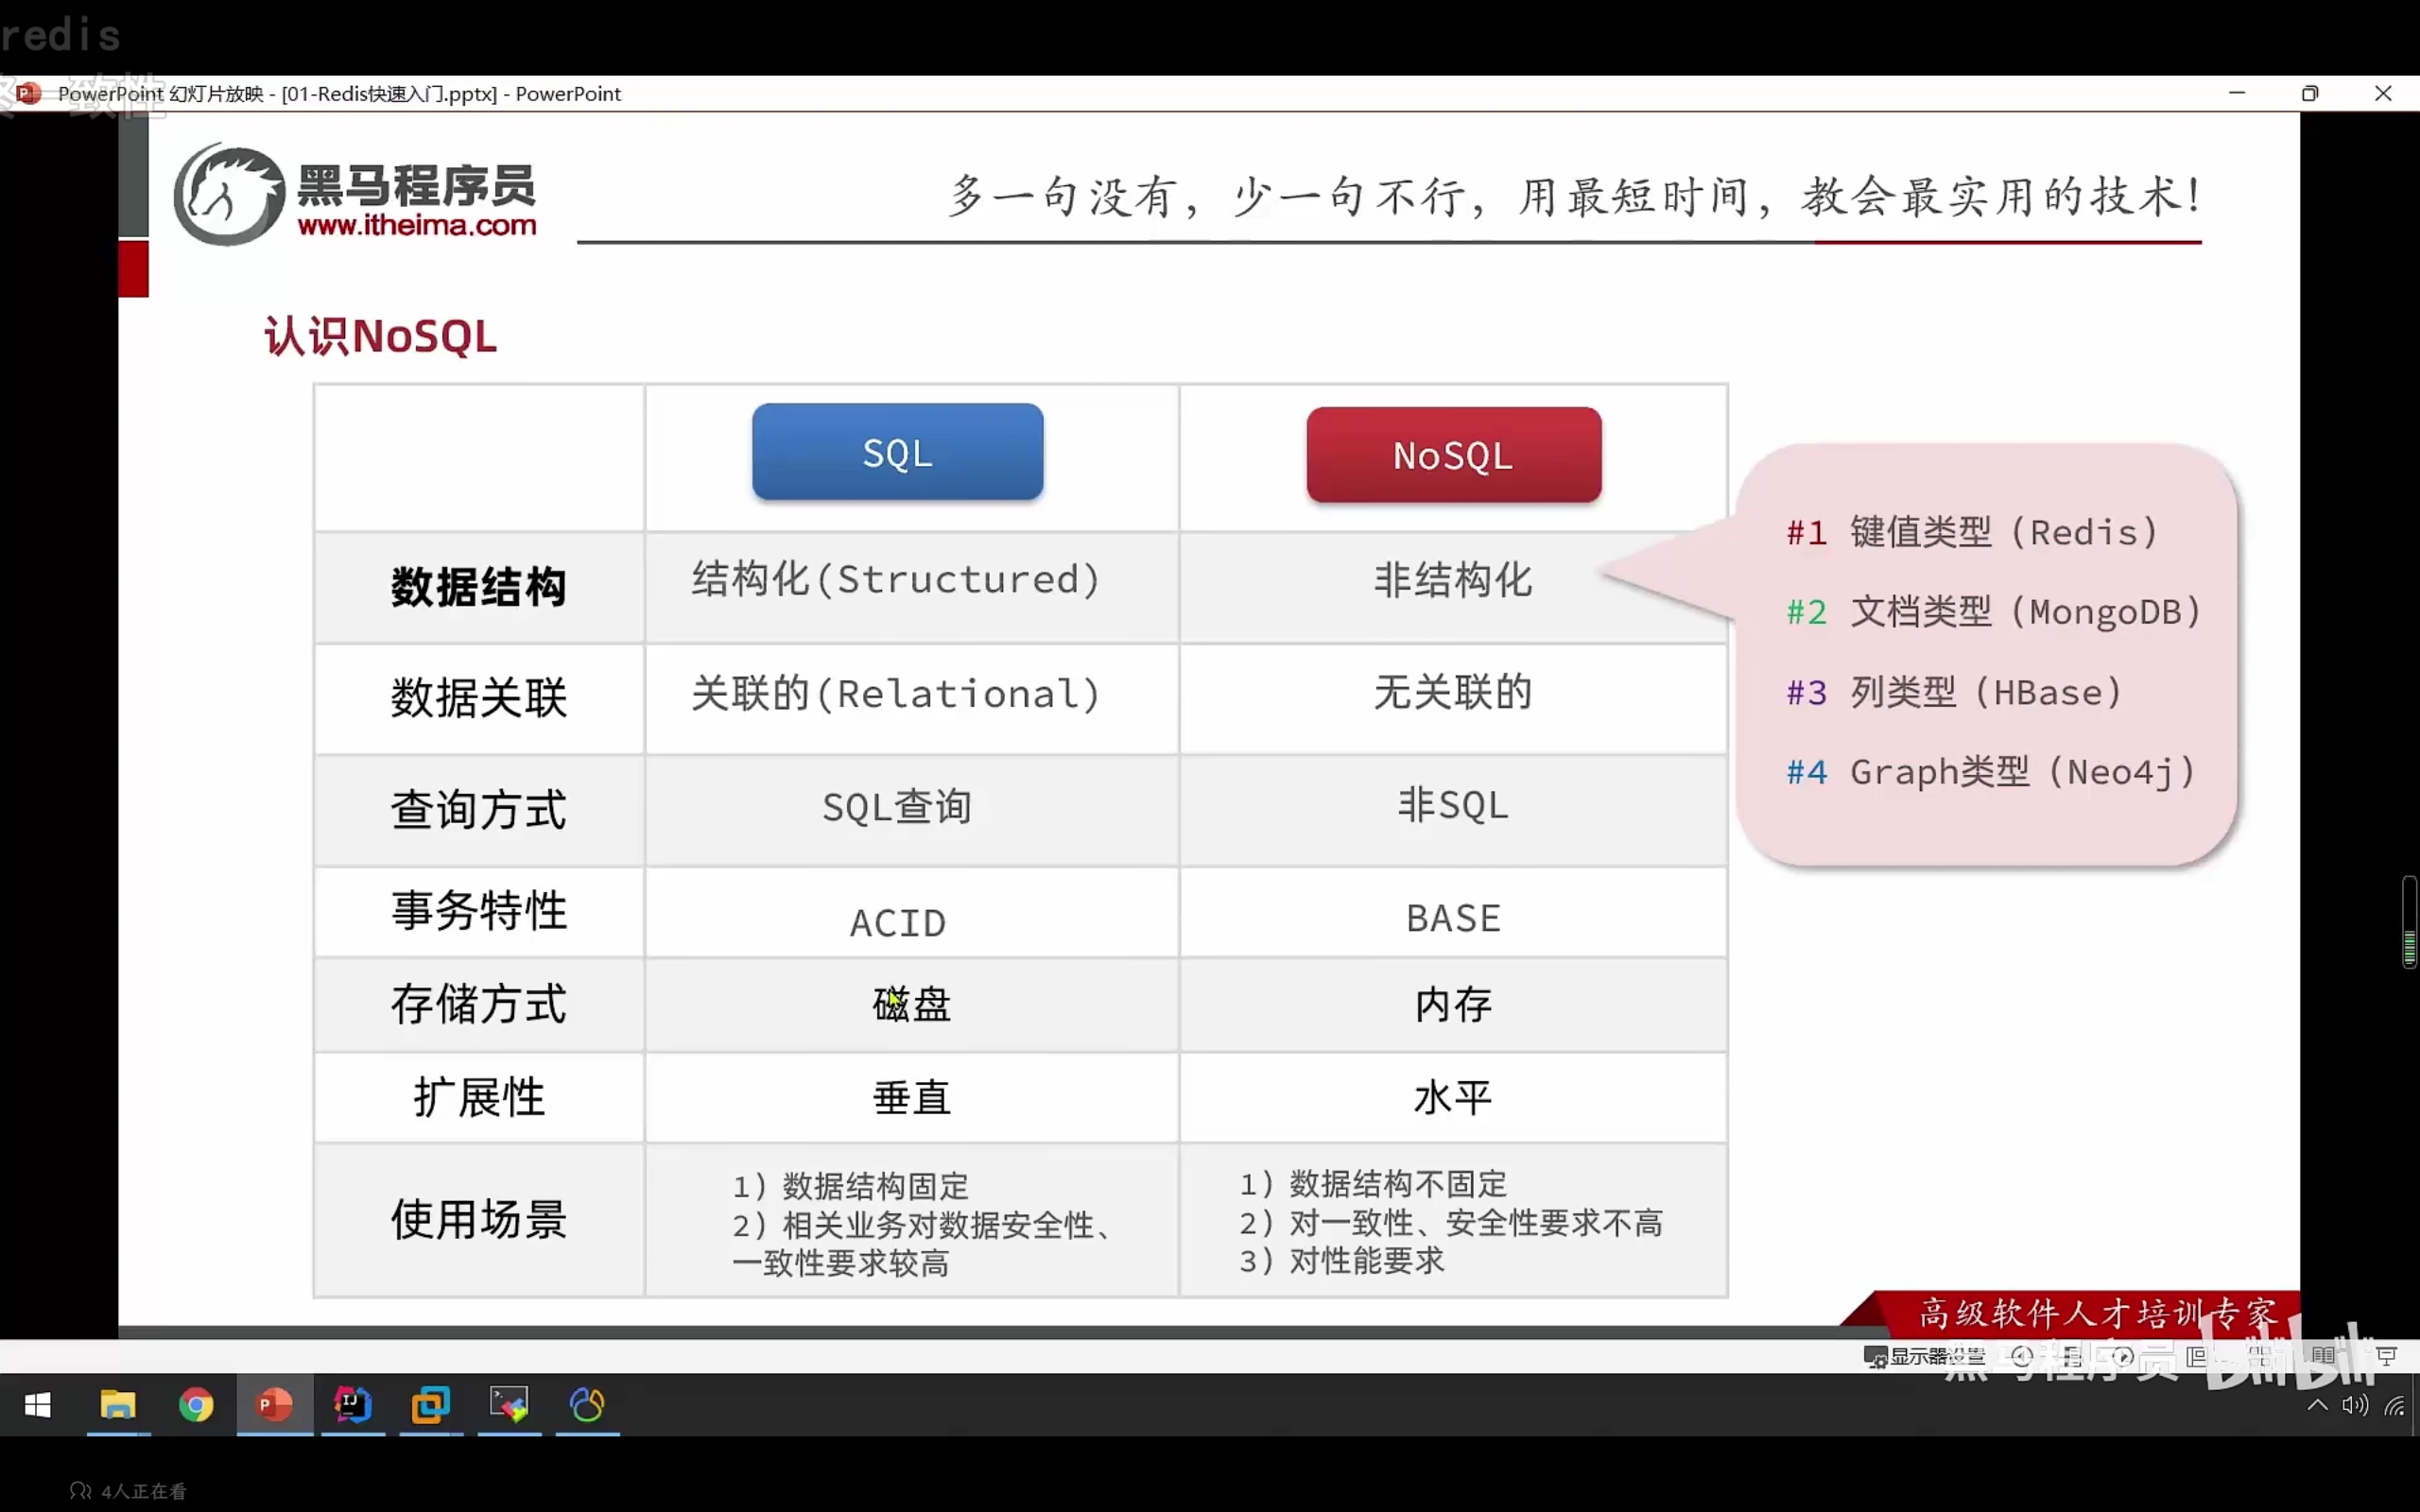 redis
PowerPoint 幻灯片放映 - [01-Redis快速入门.pptx] - PowerPoint
黑马程序员
www.itheima.com
多一句没有，少一句不行，用最短时间，教会最实用的技术！
认识NoSQL
SQL
NoSQL
数据结构
结构化(Structured)
非结构化
数据关联
关联的(Relational)
无关联的
查询方式
SQL查询
非SQL
事务特性
ACID
BASE
存储方式
磁盘
内存
扩展性
垂直
水平
使用场景
1）数据结构固定
2）相关业务对数据安全性、
一致性要求较高
1）数据结构不固定
2）对一致性、安全性要求不高
3）对性能要求
#1 键值类型（Redis）
#2 文档类型（MongoDB）
#3 列类型（HBase）
#4 Graph类型（Neo4j）
高级软件人才培训专家
显示器设置
黑马程序员 bilibili
4人正在看